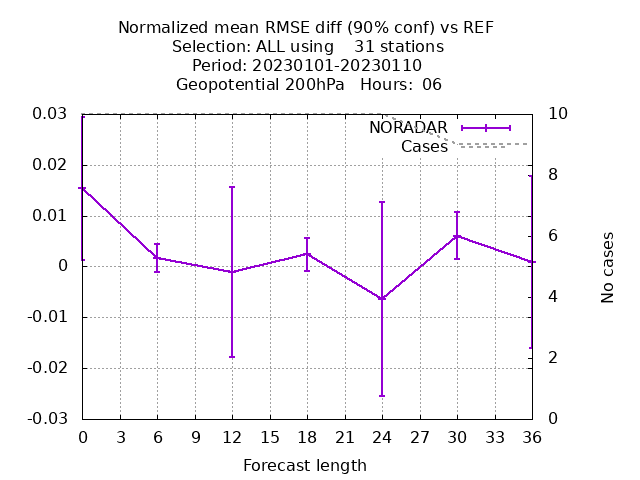 Normalized mean RMSE diff (90% conf) vs REF
Selection: ALL using    31 stations
Period: 20230101-20230110
Geopotential 200hPa   Hours:  06
0.03
0.02
0.01
0
-0.01
-0.02
-0.03
NORADAR
Cases
10
8
6
4
2
0
No cases
0 3 6 9 12 15 18 21 24 27 30 33 36
Forecast length